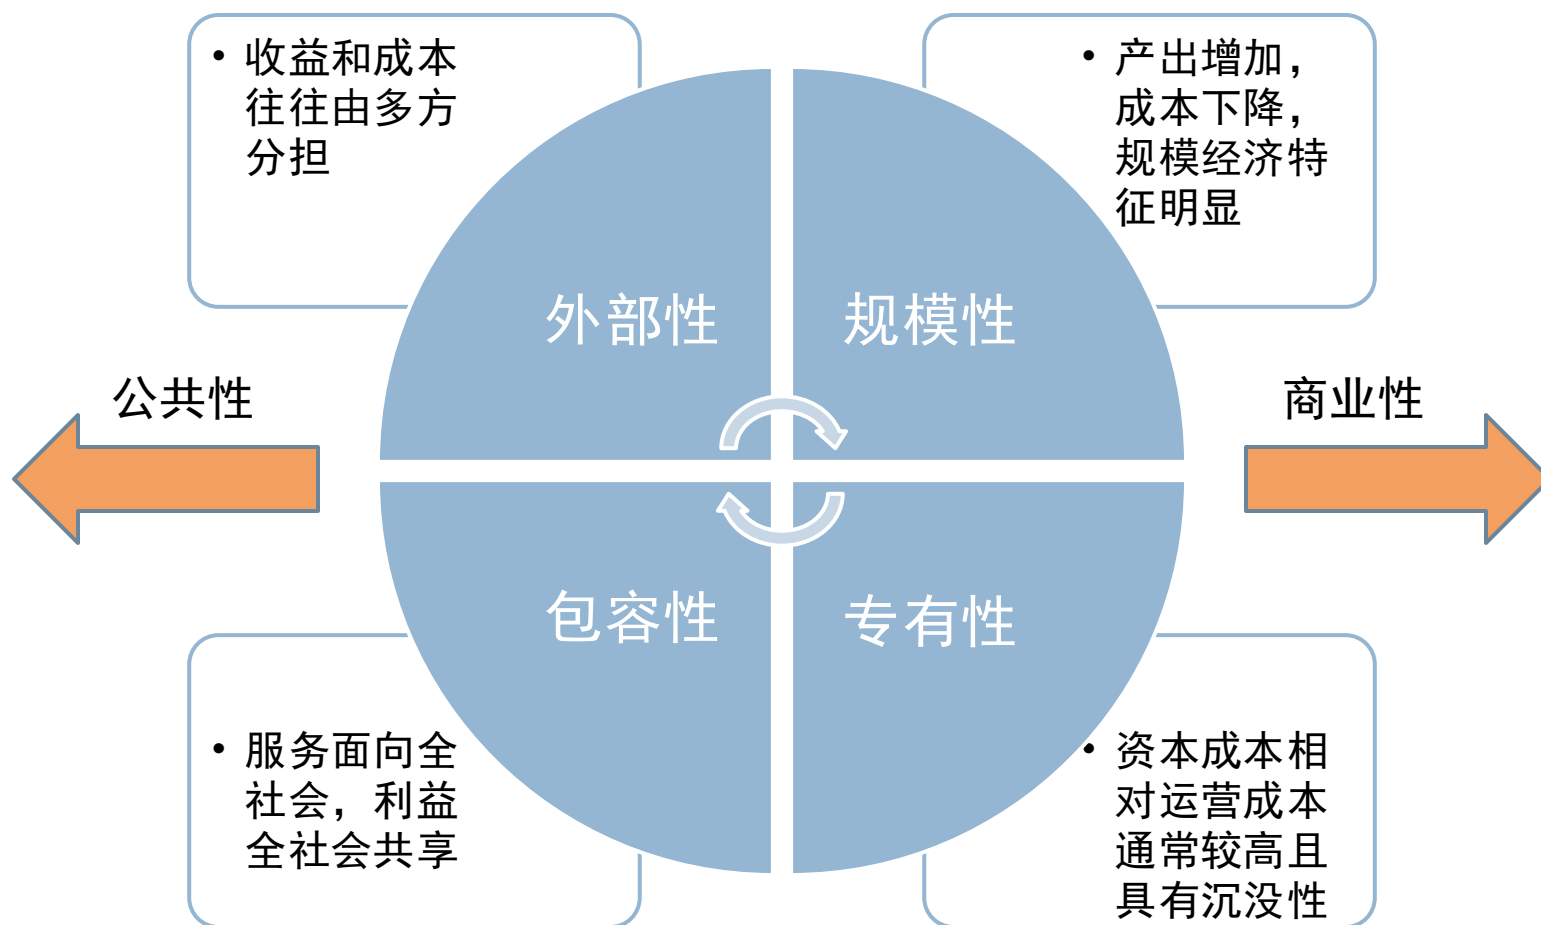 • 收益和成本
往往由多方
分担
• 产出增加，
成本下降，
规模经济特
征明显
外部性
规模性
公共性
商业性
包容性
专有性
• 服务面向全
社会，利益
全社会共享
• 资本成本相
对运营成本
通常较高且
具有沉没性